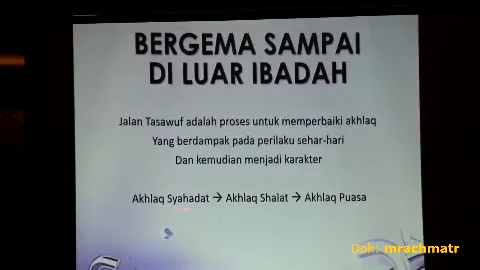 BERGEMA SAMPAI
DI LUAR IBADAH
Jalan Tasawuf adalah proses untuk memperbaiki akhlaq
Yang berdampak pada perilaku sehar-hari
Dan kemudian menjadi karakter
Akhlaq Syahadat → Akhlaq Shalat → Akhlaq Puasa
Dok: mrachmatr